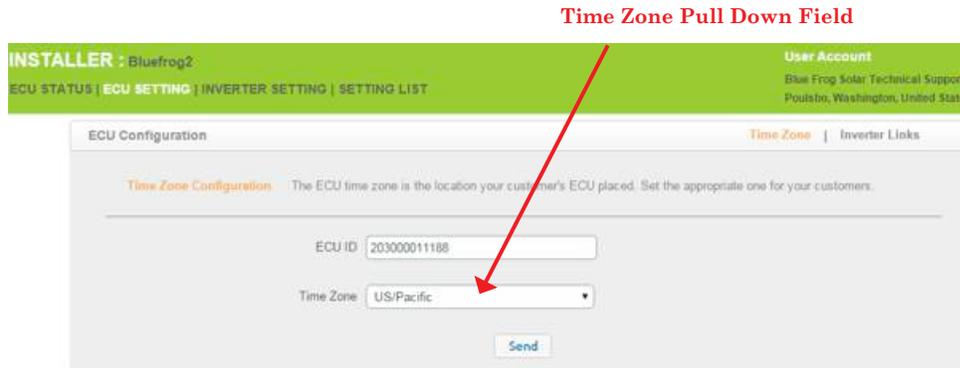 Time Zone Pull Down Field
INSTALLER : Bluefrog2
User Account
ECU STATUS | ECU SETTING | INVERTER SETTING | SETTING LIST
Blue Frog Solar Technical Suppor
Poulsbo, Washington, United Stat
ECU Configuration
Time Zone | Inverter Links
Time Zone Configuration The ECU time zone is the location your customer's ECU placed. Set the appropriate one for your customers.
ECU ID 203000011188
Time Zone US/Pacific
Send